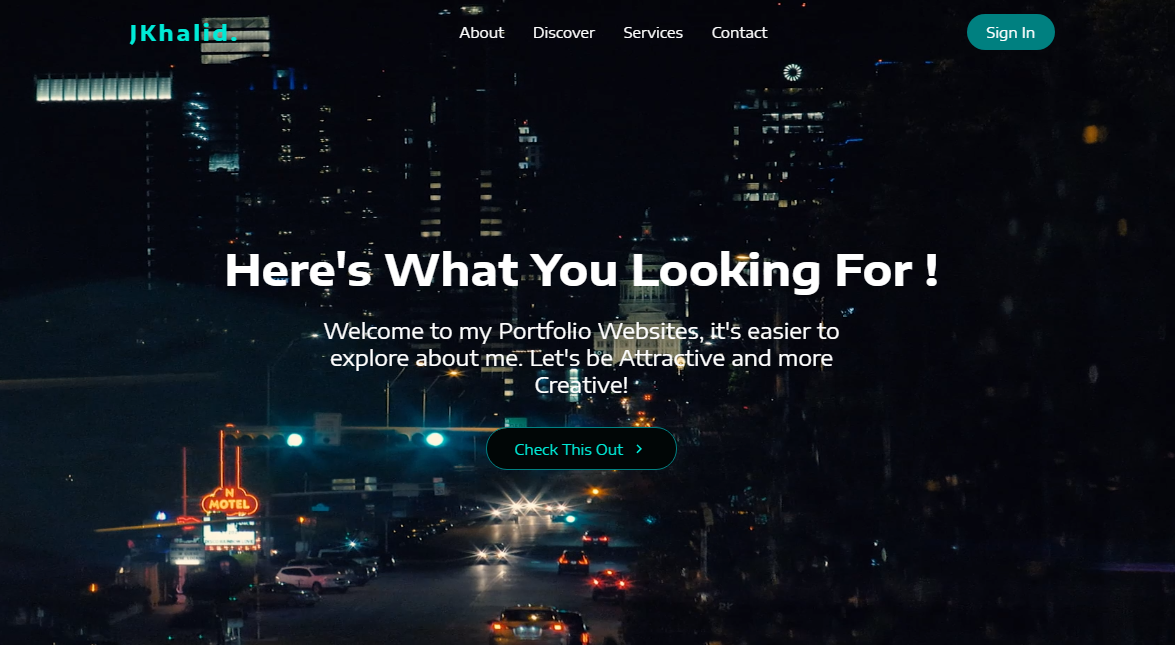 JKhalid.
About Discover Services Contact
Sign In
Here's What You Looking For !
Welcome to my Portfolio Websites, it's easier to
explore about me. Let's be Attractive and more
Creative!
Check This Out
N
MOTEL